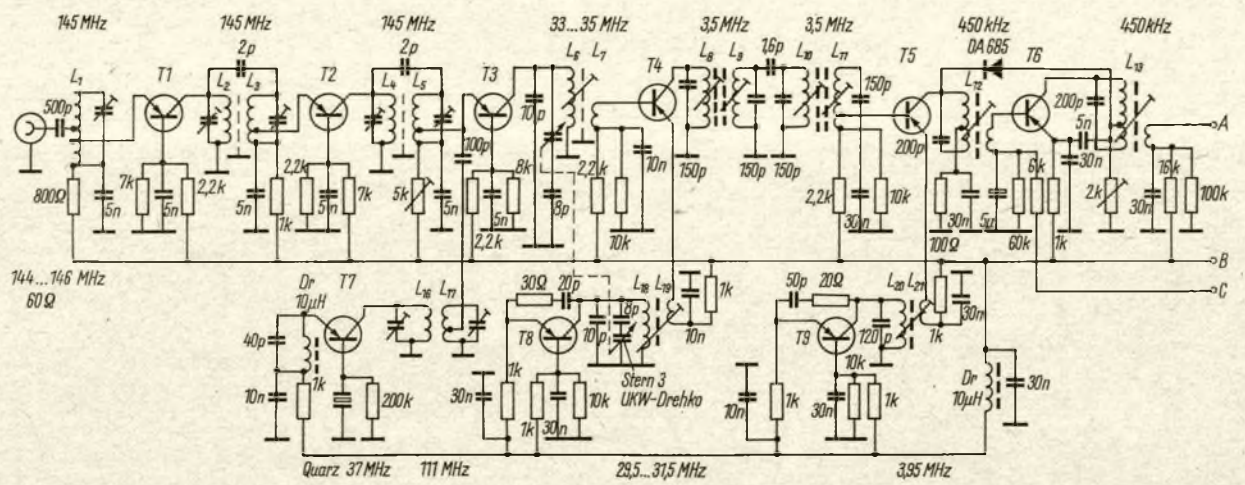 145 MHz
145 MHz
145 MHz
33...35 MHz
3,5 MHz
3,5 MHz
450 kHz
450 kHz
DA 685
L1
500p
T1
2p
L2
L3
T2
2p
L4
L5
T3
L6
L7
T4
L8
L9
1,6p
L10
L11
150p
T5
L12
T6
L13
200p
5n
A
800Ω
5n
7k
5n
2,2k
5n
1k
2,2k
5n
7k
5k
5n
100p
5n
2,2k
8k
10p
8p
2,2k
10k
10n
150p
150p
150p
2,2k
30n
10k
200p
100Ω
30n
5µ
60k
6k
1k
30n
2k
30n
16k
100k
B
C
144...146 MHz
60Ω
Dr
10µH
T7
L16
L17
40p
10n
1k
200k
30n
30Ω
20p
T8
1k
1k
30n
10k
10p
8p
L18
L19
10n
1k
Stern 3
UKW-Drehko
50p
20Ω
T9
10n
1k
30n
10k
1k
120p
L20
L21
1k
30n
Dr
10µH
30n
Quarz 37 MHz
111 MHz
29,5...31,5 MHz
3,95 MHz